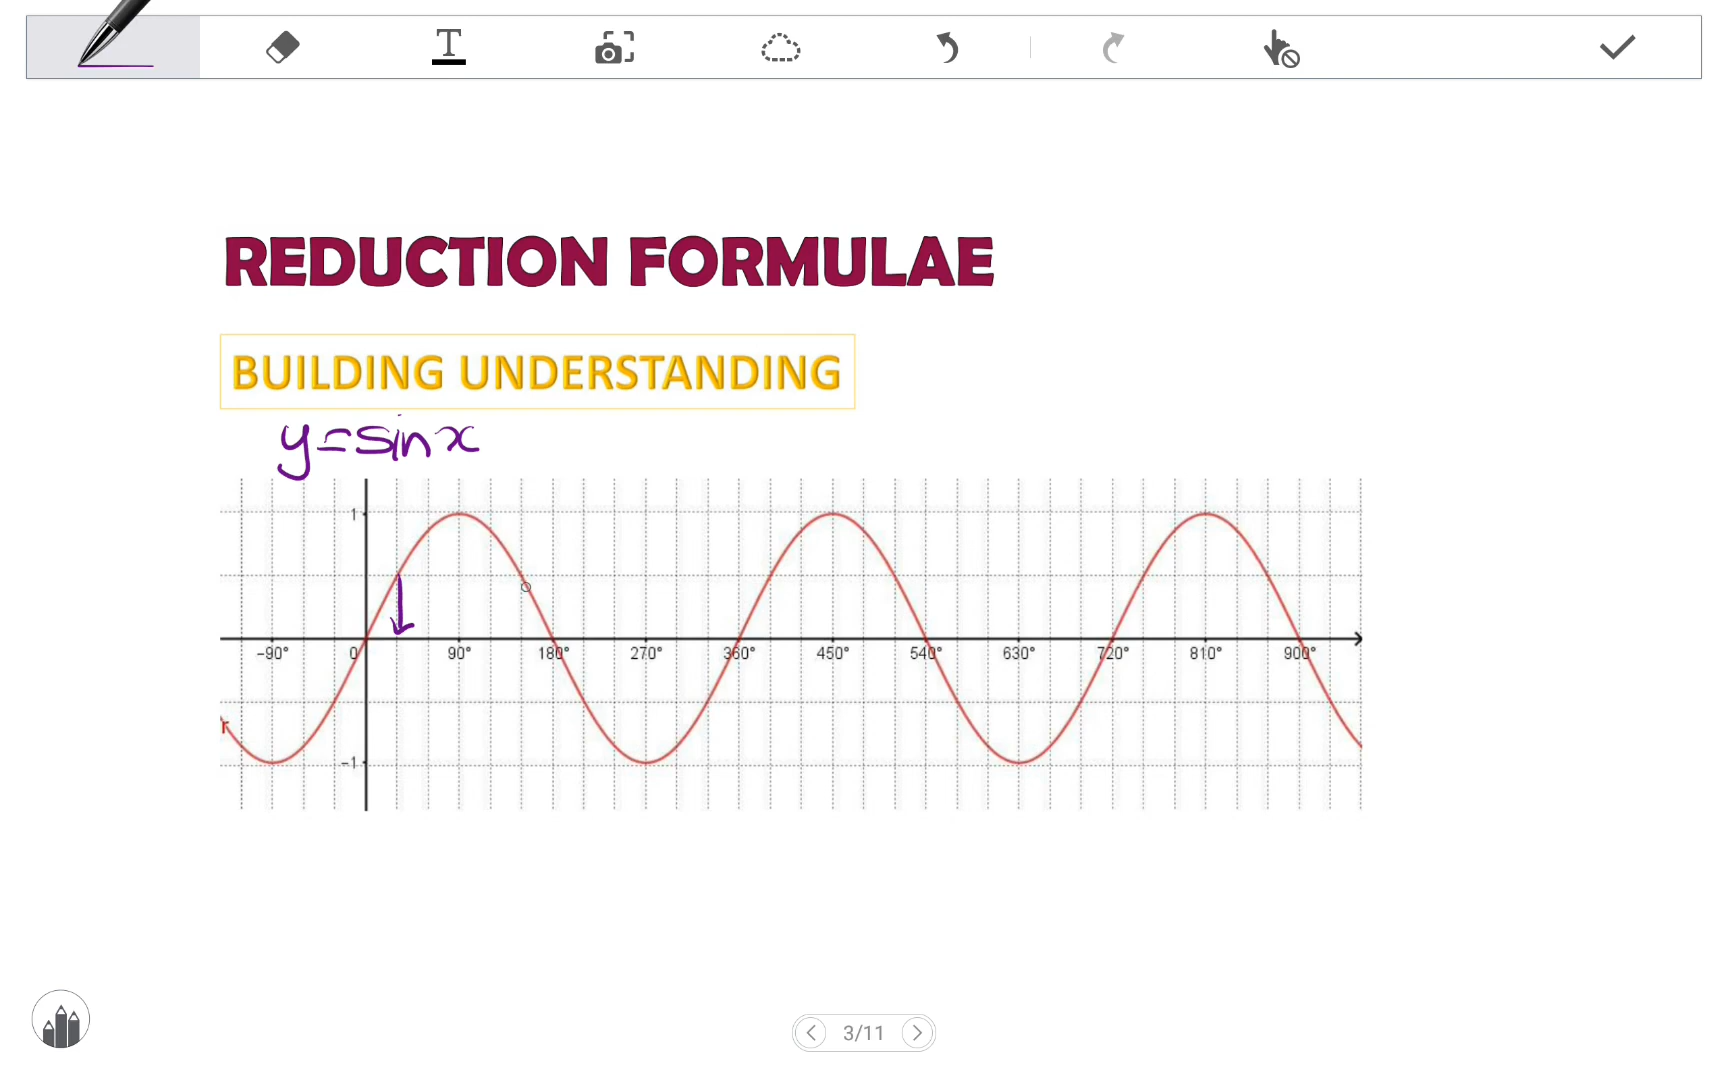 T
REDUCTION FORMULAE
BUILDING UNDERSTANDING
y=sinx
1
-90° 0 90° 180° 270° 360° 450° 540° 630° 720° 810° 900°
-1
3/11